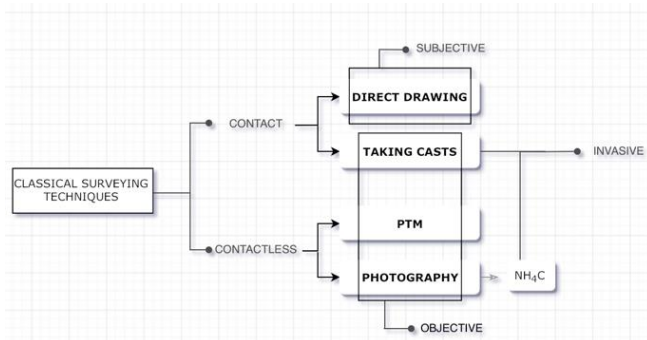 SUBJECTIVE
DIRECT DRAWING
CONTACT
TAKING CASTS
INVASIVE
CLASSICAL SURVEYING
TECHNIQUES
PTM
CONTACTLESS
PHOTOGRAPHY
NH₄C
OBJECTIVE